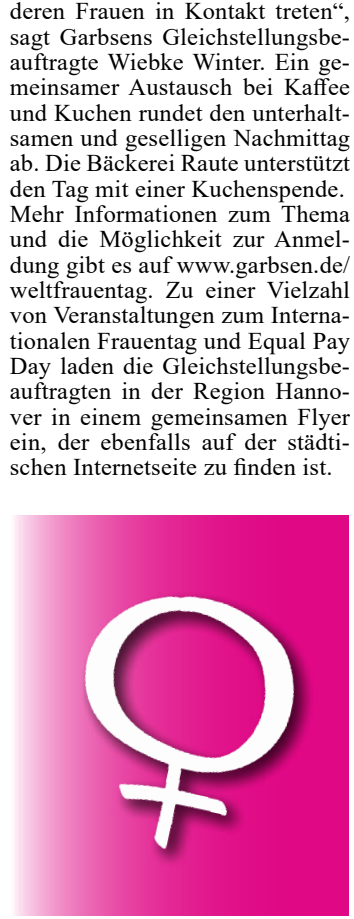 deren Frauen in Kontakt treten“,
sagt Garbsens Gleichstellungsbe-
auftragte Wiebke Winter. Ein ge-
meinsamer Austausch bei Kaffee
und Kuchen rundet den unterhalt-
samen und geselligen Nachmittag
ab. Die Bäckerei Raute unterstützt
den Tag mit einer Kuchenspende.
Mehr Informationen zum Thema
und die Möglichkeit zur Anmel-
dung gibt es auf www.garbsen.de/
weltfrauentag. Zu einer Vielzahl
von Veranstaltungen zum Interna-
tionalen Frauentag und Equal Pay
Day laden die Gleichstellungsbe-
auftragten in der Region Hanno-
ver in einem gemeinsamen Flyer
ein, der ebenfalls auf der städti-
schen Internetseite zu finden ist.